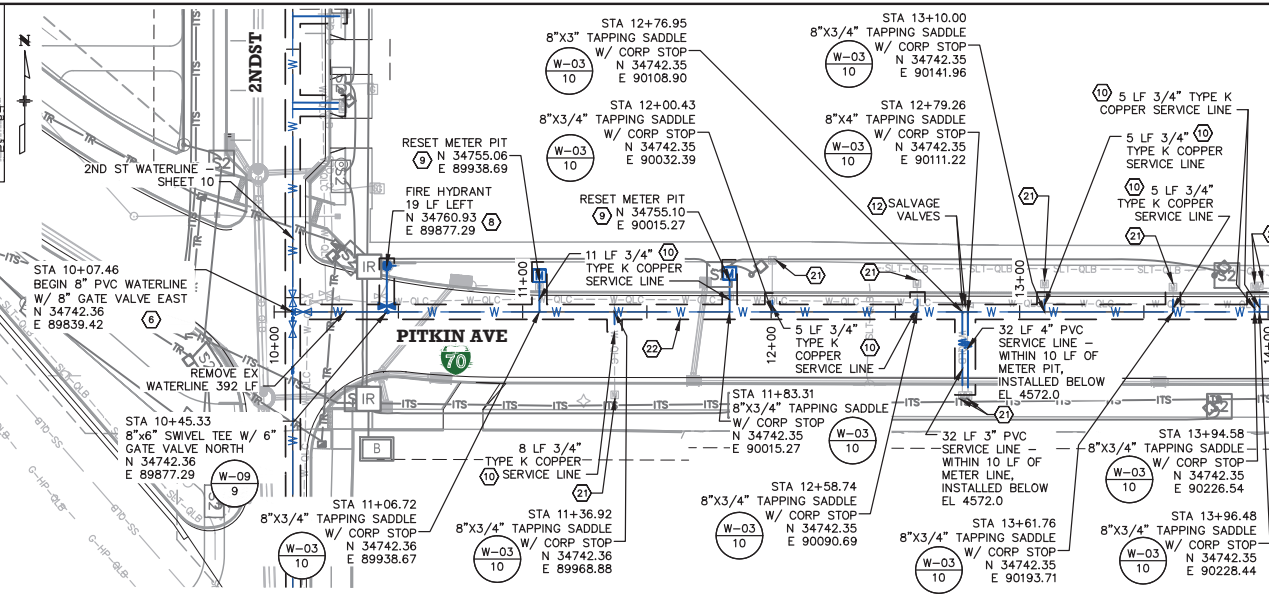 Z
2NDST
2ND ST WATERLINE –
SHEET 10
STA 10+07.46
BEGIN 8" PVC WATERLINE
W/ 8" GATE VALVE EAST
N 34742.36
E 89839.42
6
REMOVE EX
WATERLINE 392 LF
STA 10+45.33
8"x6" SWIVEL TEE W/ 6"
GATE VALVE NORTH
N 34742.36
E 89877.29
W-09
9
RESET METER PIT
9
N 34755.06
E 89938.69
FIRE HYDRANT
19 LF LEFT
N 34760.93
E 89877.29
8
STA 12+76.95
8"X3" TAPPING SADDLE
W/ CORP STOP
N 34742.35
E 90108.90
W-03
10
STA 12+00.43
8"X3/4" TAPPING SADDLE
W/ CORP STOP
N 34742.35
E 90032.39
W-03
10
RESET METER PIT
9
N 34755.10
E 90015.27
11 LF 3/4"
10
TYPE K COPPER
SERVICE LINE
STA 13+10.00
8"X3/4" TAPPING SADDLE
W/ CORP STOP
N 34742.35
E 90141.96
W-03
10
STA 12+79.26
8"X4" TAPPING SADDLE
W/ CORP STOP
N 34742.35
E 90111.22
W-03
10
12
SALVAGE
VALVES
10
5 LF 3/4" TYPE K
COPPER SERVICE LINE
5 LF 3/4"
10
TYPE K COPPER
SERVICE LINE
10
5 LF 3/4"
TYPE K COPPER
SERVICE LINE
21
21
21
21
IR
IR
B
10+00
11+00
12+00
13+00
14+00
PITKIN AVE
70
22
5 LF 3/4"
TYPE K
COPPER
SERVICE LINE
10
32 LF 4" PVC
SERVICE LINE –
WITHIN 10 LF OF
METER PIT,
INSTALLED BELOW
EL 4572.0
21
32 LF 3" PVC
SERVICE LINE –
WITHIN 10 LF OF
METER LINE,
INSTALLED BELOW
EL 4572.0
8 LF 3/4"
TYPE K COPPER
10
SERVICE LINE
21
STA 11+06.72
8"X3/4" TAPPING SADDLE
W/ CORP STOP
N 34742.36
E 89938.67
W-03
10
STA 11+36.92
8"X3/4" TAPPING SADDLE
W/ CORP STOP
N 34742.36
E 89968.88
W-03
10
STA 11+83.31
8"X3/4" TAPPING SADDLE
W/ CORP STOP
N 34742.35
E 90015.27
W-03
10
STA 12+58.74
8"X3/4" TAPPING SADDLE
W/ CORP STOP
N 34742.35
E 90090.69
W-03
10
STA 13+61.76
8"X3/4" TAPPING SADDLE
W/ CORP STOP
N 34742.35
E 90193.71
W-03
10
STA 13+94.58
8"X3/4" TAPPING SADDLE
W/ CORP STOP
N 34742.35
E 90226.54
W-03
10
STA 13+96.48
8"X3/4" TAPPING SADDLE
W/ CORP STOP
N 34742.35
E 90228.44
W-03
10